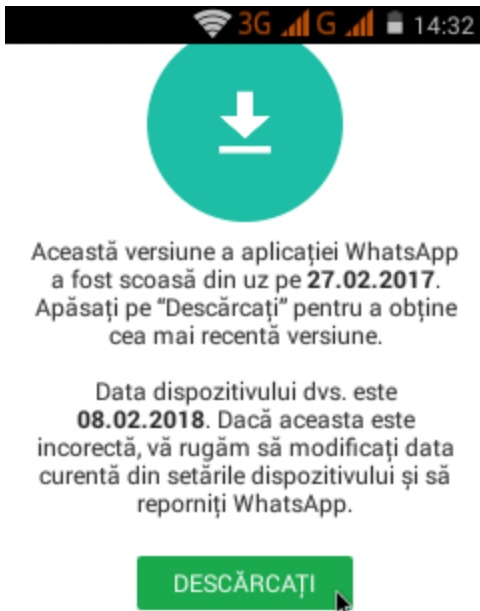 3G G 14:32
Această versiune a aplicației WhatsApp
a fost scoasă din uz pe 27.02.2017.
Apăsați pe “Descărcați” pentru a obține
cea mai recentă versiune.
Data dispozitivului dvs. este
08.02.2018. Dacă aceasta este
incorectă, vă rugăm să modificați data
curentă din setările dispozitivului și să
reporniți WhatsApp.
DESCĂRCAȚI